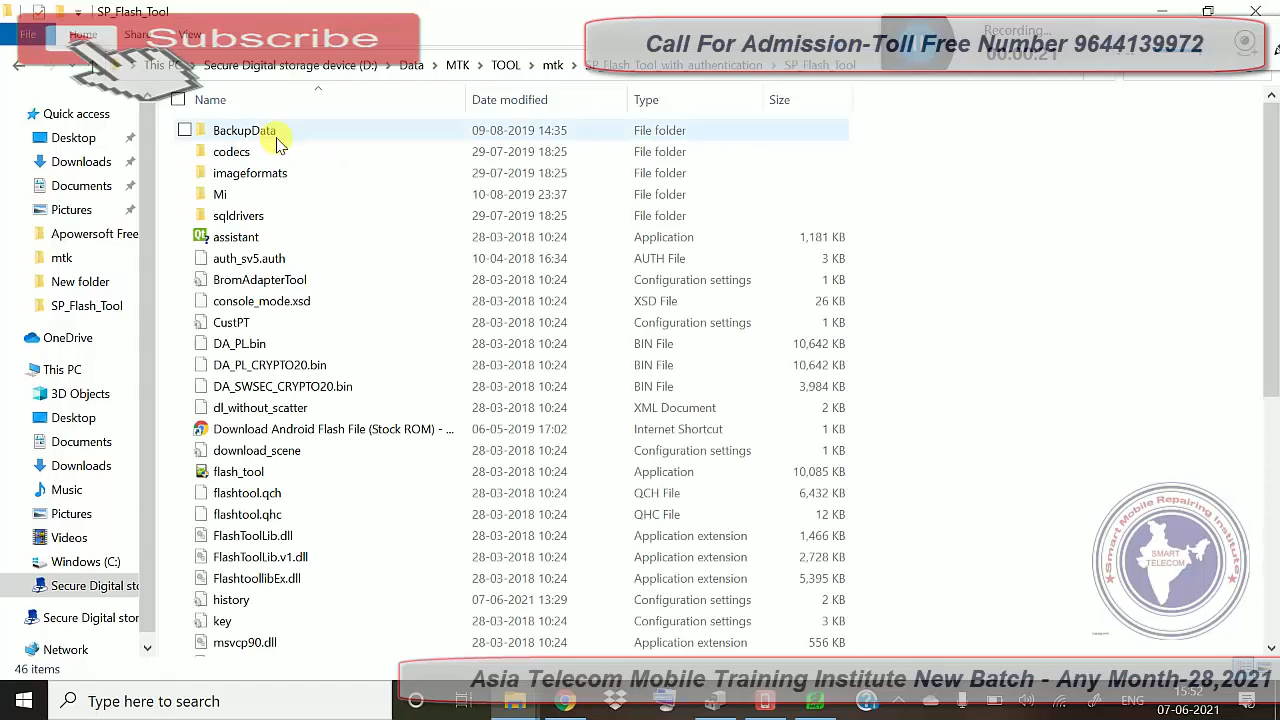 SP_Flash_Tool
File Home Share View
Subscribe
Recording...
00:00:21
Call For Admission-Toll Free Number 9644139972
This PC Secure Digital storage device (D:) Data MTK TOOL mtk SP_Flash_Tool_with_authentication SP_Flash_Tool
Name Date modified Type Size
Quick access
Desktop
Downloads
Documents
Pictures
Apowersoft Free
mtk
New folder
SP_Flash_Tool
OneDrive
This PC
3D Objects
Desktop
Documents
Downloads
Music
Pictures
Videos
Windows (C:)
Secure Digital sto
Secure Digital stor
Network
BackupData 09-08-2019 14:35 File folder
codecs 29-07-2019 18:25 File folder
imageformats 29-07-2019 18:25 File folder
Mi 10-08-2019 23:37 File folder
sqldrivers 29-07-2019 18:25 File folder
assistant 28-03-2018 10:24 Application 1,181 KB
auth_sv5.auth 10-04-2018 16:34 AUTH File 3 KB
BromAdapterTool 28-03-2018 10:24 Configuration settings 1 KB
console_mode.xsd 28-03-2018 10:24 XSD File 26 KB
CustPT 28-03-2018 10:24 Configuration settings 1 KB
DA_PL.bin 28-03-2018 10:24 BIN File 10,642 KB
DA_PL_CRYPTO20.bin 28-03-2018 10:24 BIN File 10,642 KB
DA_SWSEC_CRYPTO20.bin 28-03-2018 10:24 BIN File 3,984 KB
dl_without_scatter 28-03-2018 10:24 XML Document 2 KB
Download Android Flash File (Stock ROM) - ... 06-05-2019 17:02 Internet Shortcut 1 KB
download_scene 28-03-2018 10:24 Configuration settings 1 KB
flash_tool 28-03-2018 10:24 Application 10,085 KB
flashtool.qch 28-03-2018 10:24 QCH File 6,432 KB
flashtool.qhc 28-03-2018 10:24 QHC File 12 KB
FlashToolLib.dll 28-03-2018 10:24 Application extension 1,466 KB
FlashToolLib.v1.dll 28-03-2018 10:24 Application extension 2,728 KB
FlashtoollibEx.dll 28-03-2018 10:24 Application extension 5,395 KB
history 07-06-2021 13:29 Configuration settings 2 KB
key 28-03-2018 10:24 Configuration settings 3 KB
msvcp90.dll 28-03-2018 10:24 Application extension 556 KB
Smart Mobile Repairing Institute
SMART
TELECOM
46 items
Asia Telecom Mobile Training Institute New Batch - Any Month-28,2021
Type here to search
ENG
15:52
07-06-2021